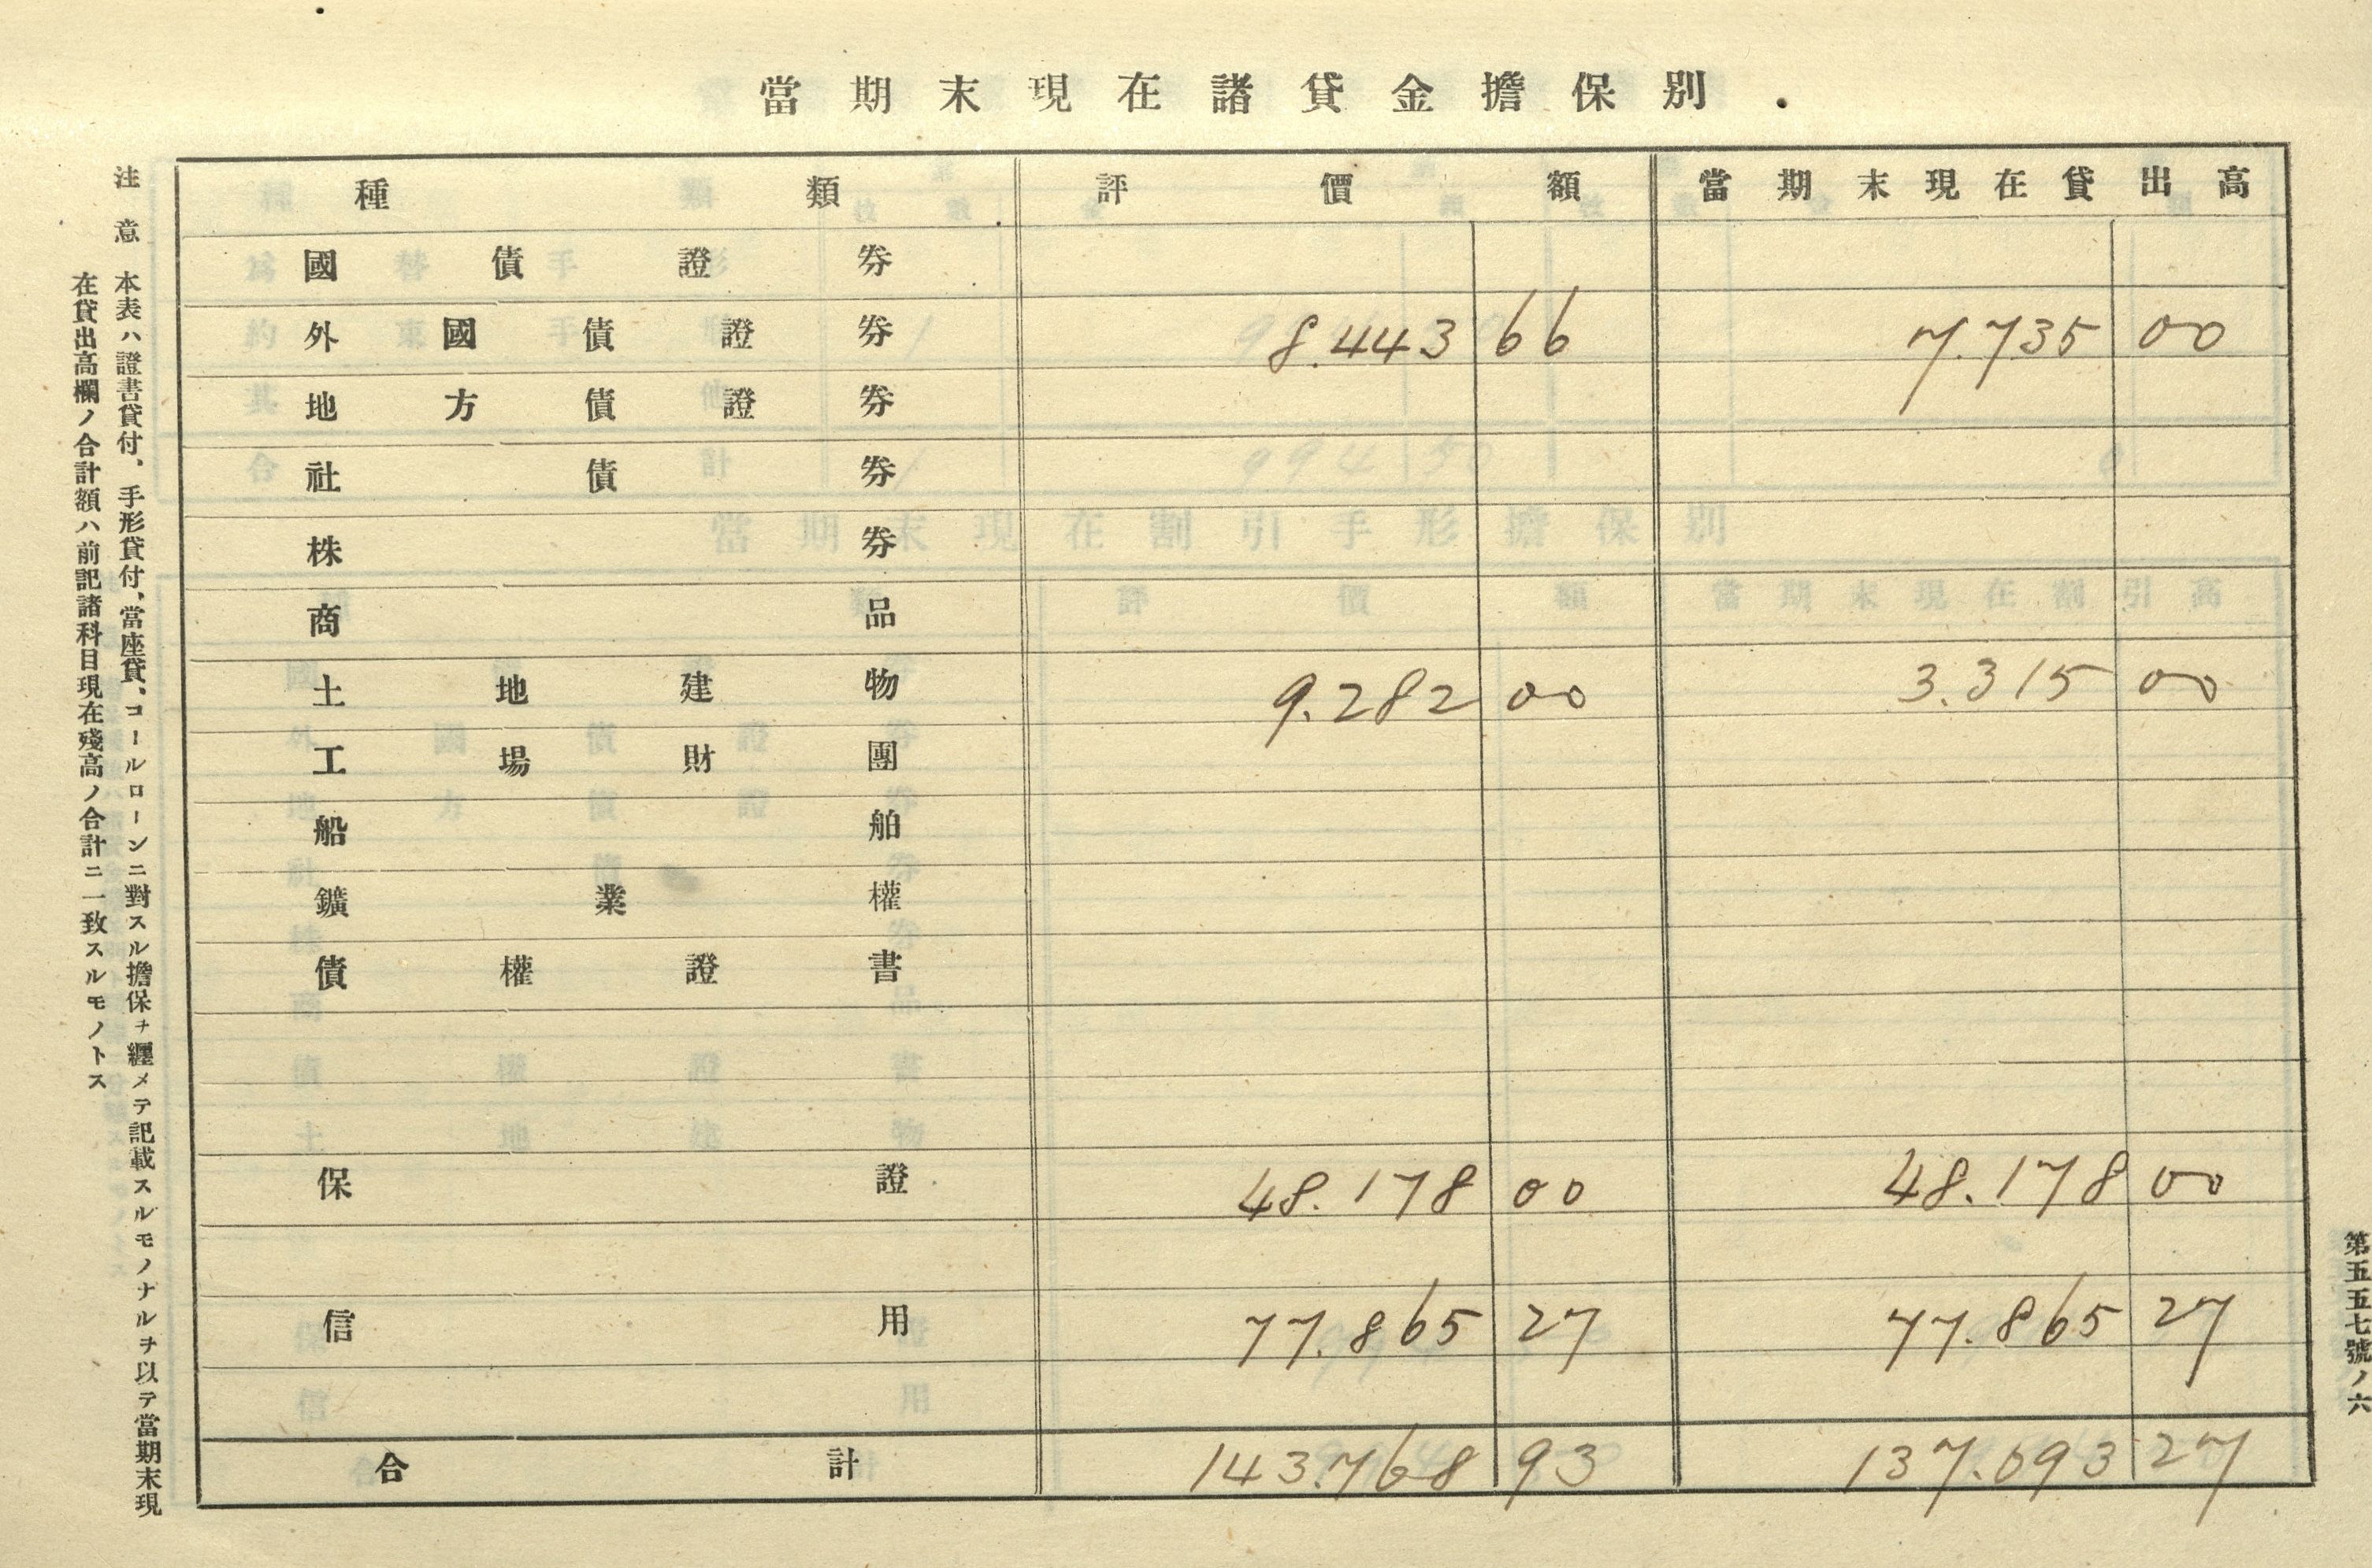 當期末現在諸貸金擔保別
種類 評價額 當期末現在貸出高
國債證券
外國債證券 8.443 66 7.735 00
地方債證券
社債券
株券
商品
土地建物 9.282 00 3.315 00
工場財團
船舶
鑛業權
債權證書
保證 48.178 00 48.178 00
信用 77.865 27 77.865 27
合計 143.768 93 137.093 27
第五五七號ノ六
注意 本表ハ證書貸付、手形貸付、當座貸、コールローンニ對スル擔保ヲ纒メテ記載スルモノナルヲ以テ當期末現
在貸出高欄ノ合計額ハ前記諸科目現在殘高ノ合計ニ一致スルモノトス